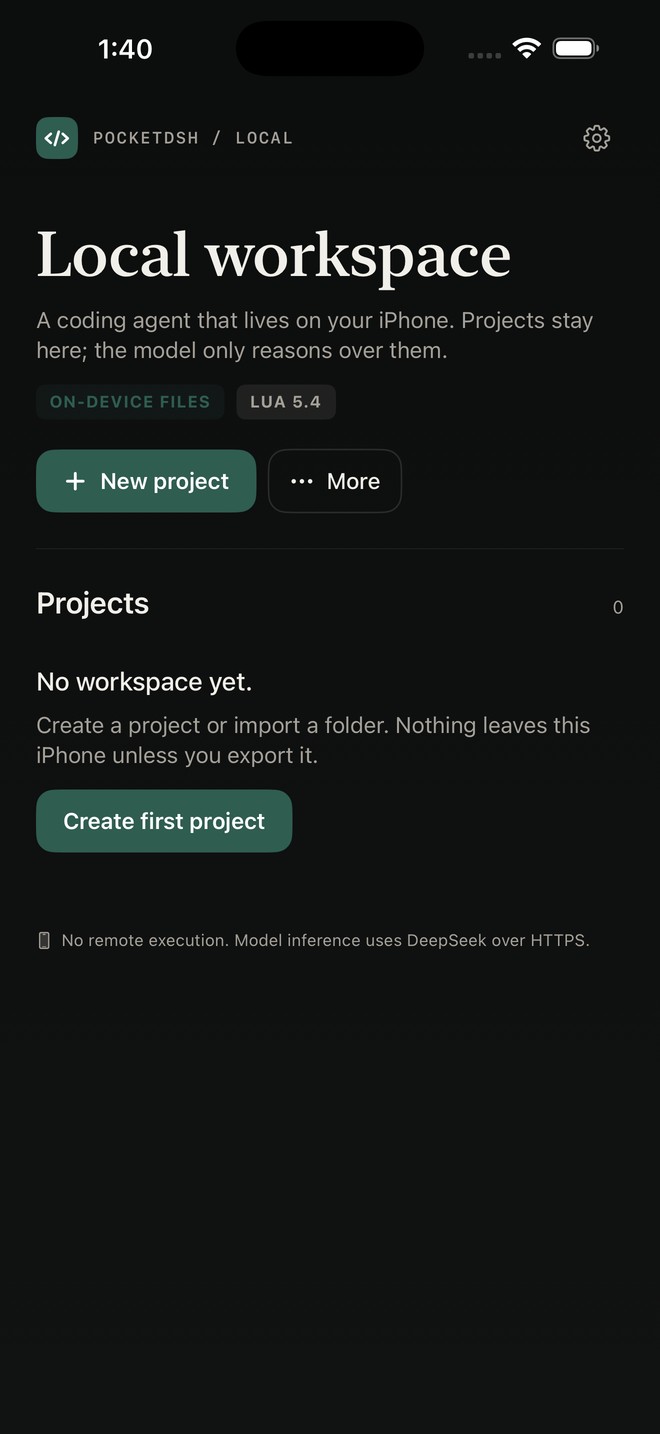 1:40
POCKETDSH / LOCAL
Local workspace
A coding agent that lives on your iPhone. Projects stay
here; the model only reasons over them.
ON-DEVICE FILES LUA 5.4
New project More
Projects 0
No workspace yet.
Create a project or import a folder. Nothing leaves this
iPhone unless you export it.
Create first project
No remote execution. Model inference uses DeepSeek over HTTPS.